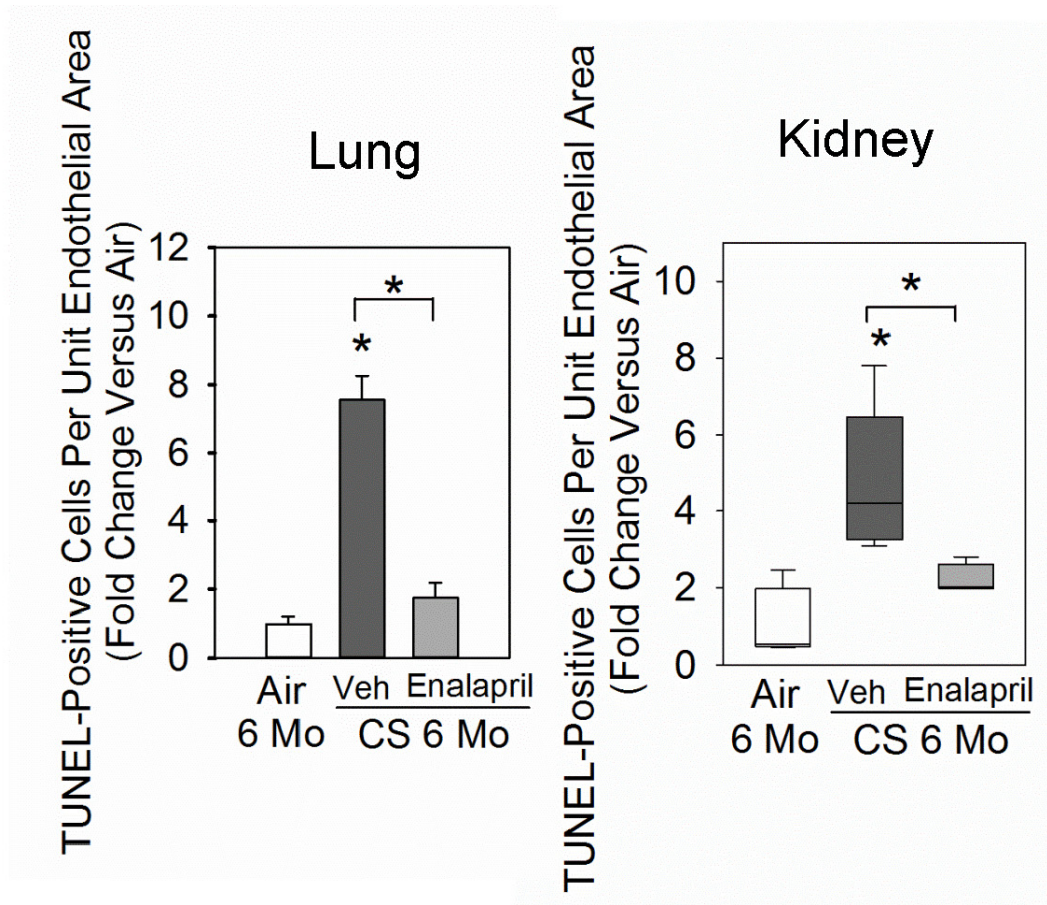 TUNEL-Positive Cells Per Unit Endothelial Area
(Fold Change Versus Air)
Lung
12
10
8
6
4
2
0
*
*
Air
6 Mo
Veh Enalapril
CS 6 Mo
TUNEL-Positive Cells Per Unit Endothelial Area
(Fold Change Versus Air)
Kidney
10
8
6
4
2
0
*
*
Air
6 Mo
Veh Enalapril
CS 6 Mo